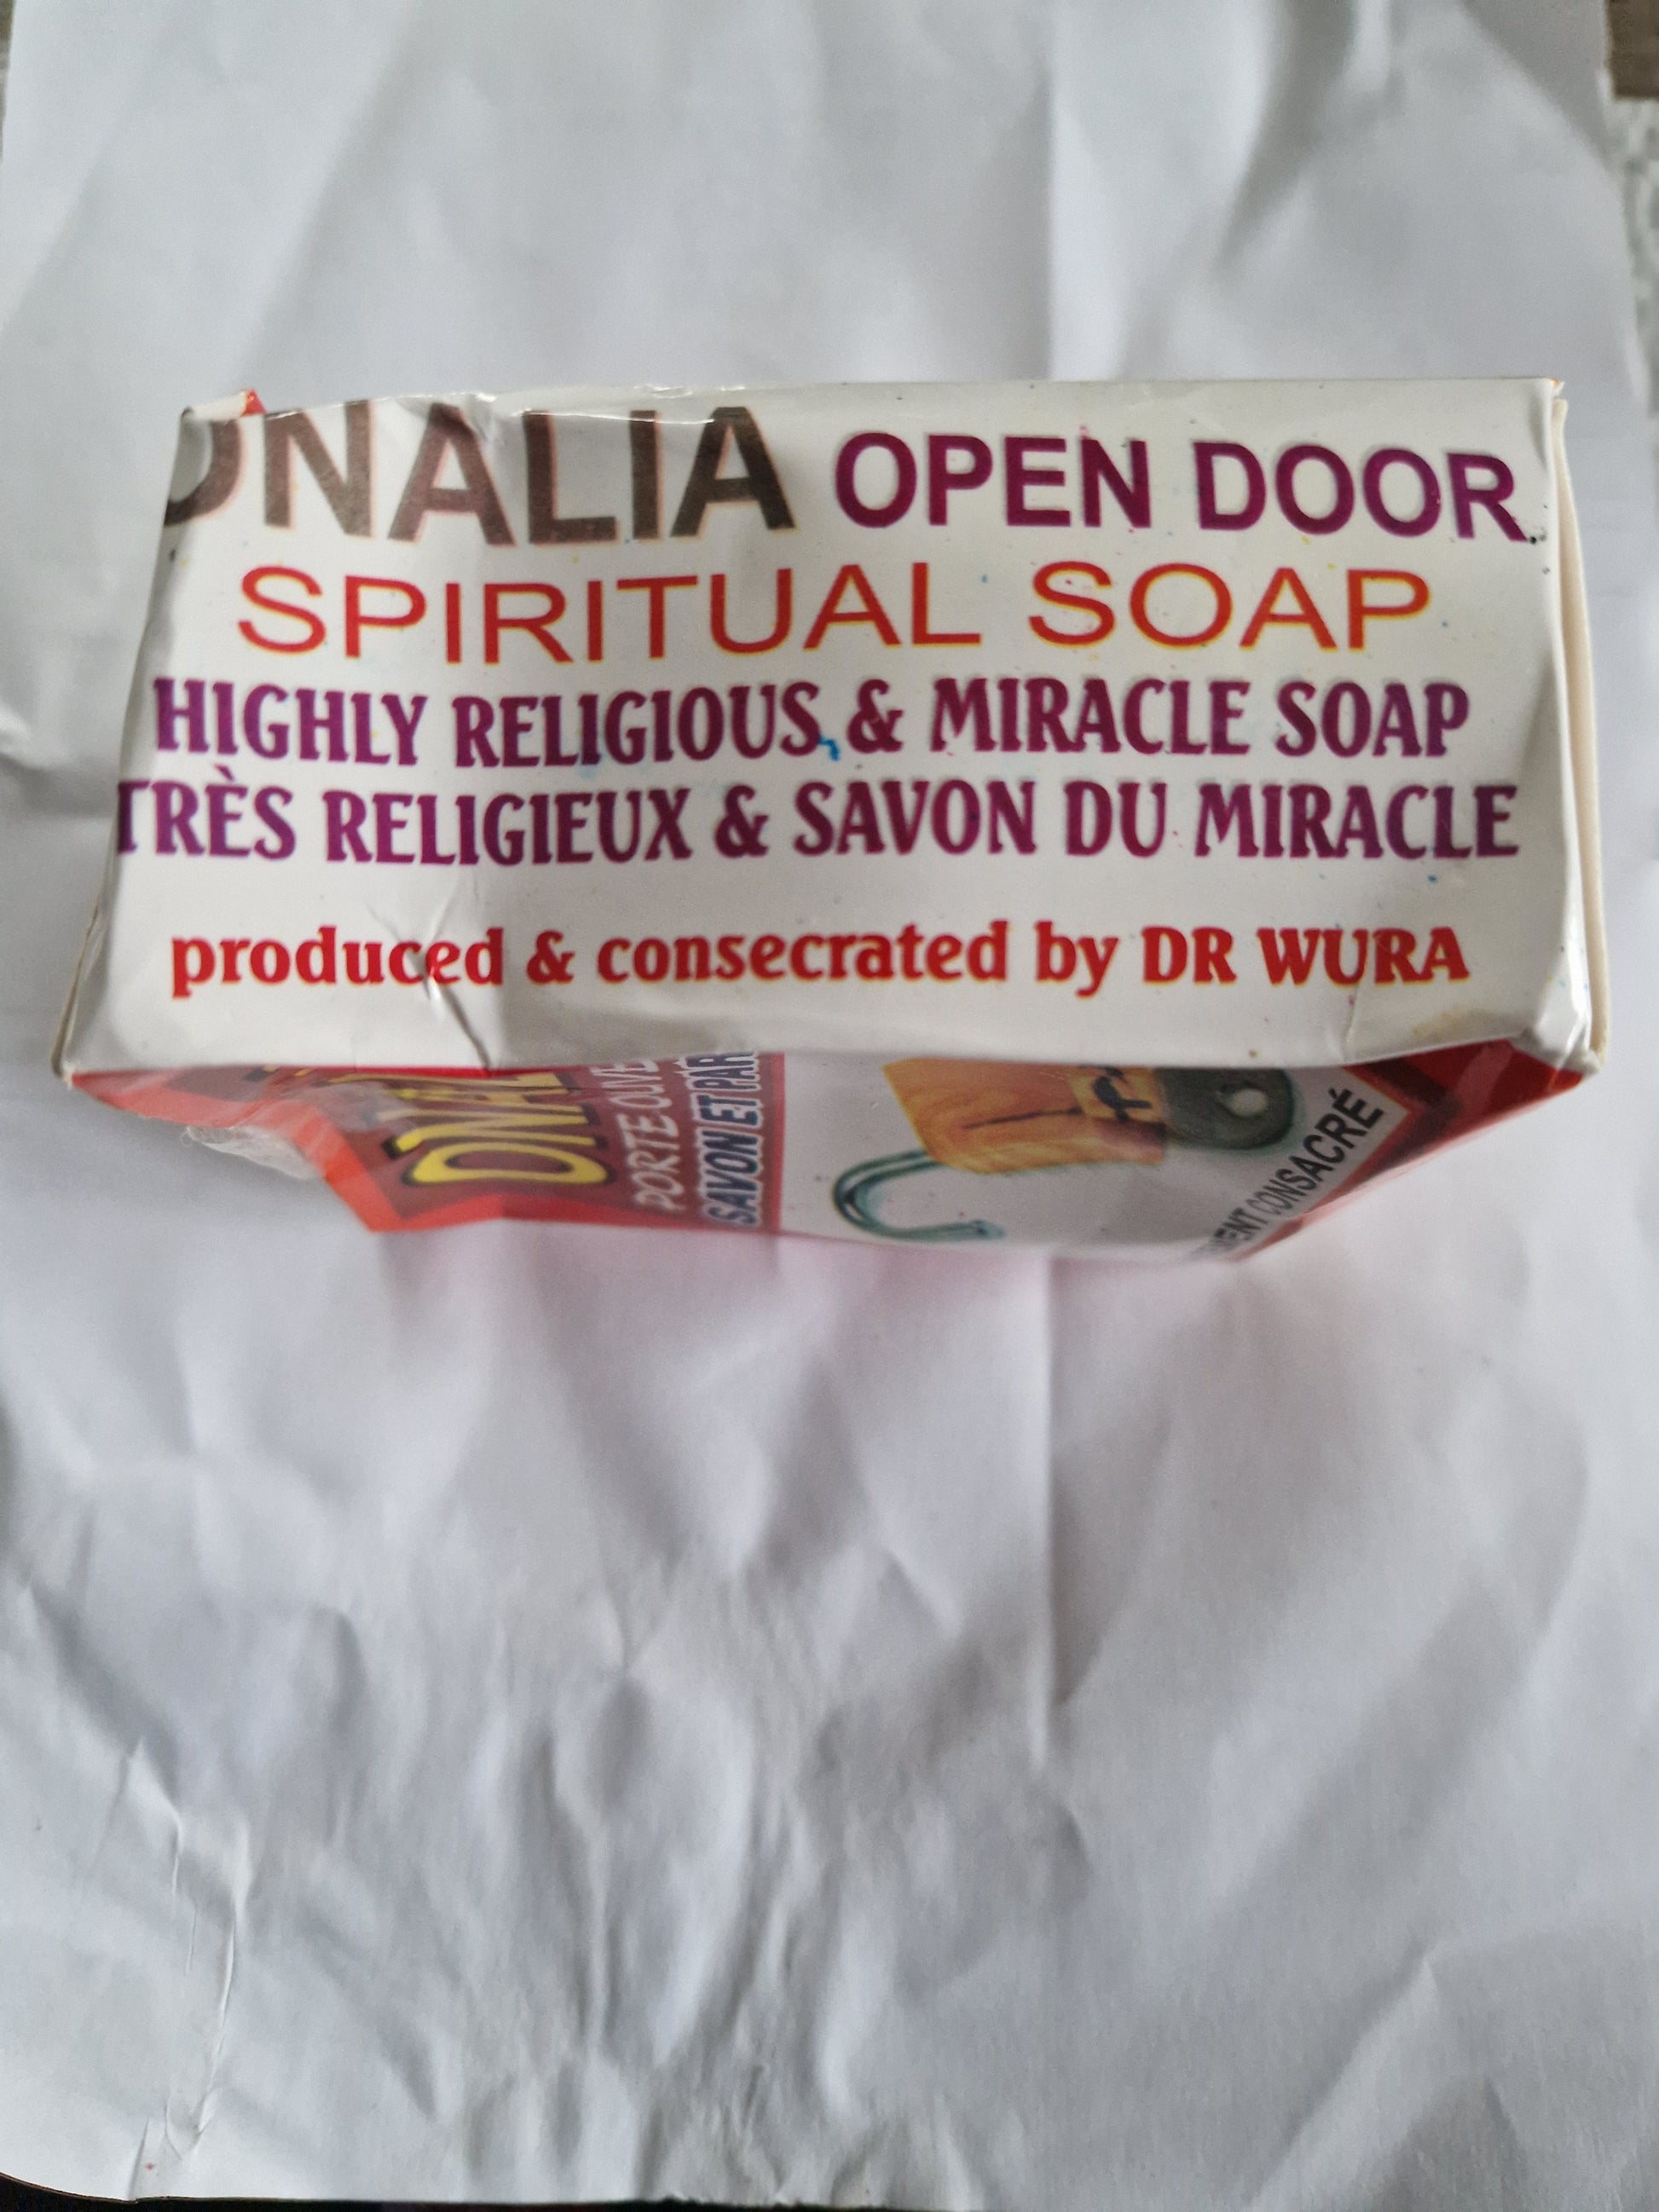 ONALIA OPEN DOOR
SPIRITUAL SOAP
HIGHLY RELIGIOUS & MIRACLE SOAP
TRÈS RELIGIEUX & SAVON DU MIRACLE
produced & consecrated by DR WURA
PORTE
SAVON ET
CONSACRÉ